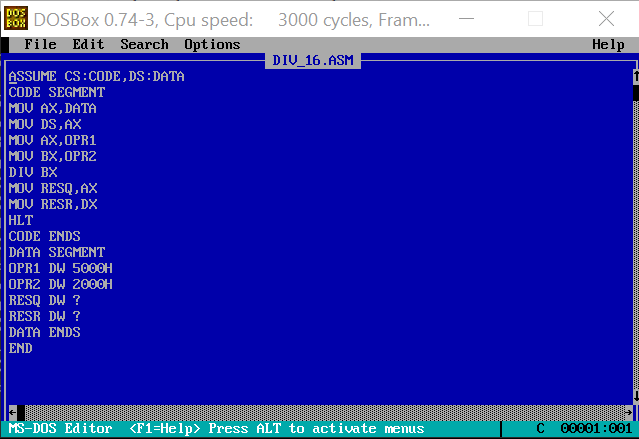 DOS BOX DOSBox 0.74-3, Cpu speed: 3000 cycles, Fram...
File Edit Search Options Help
DIV_16.ASM
ASSUME CS:CODE,DS:DATA
CODE SEGMENT
MOV AX,DATA
MOV DS,AX
MOV AX,OPR1
MOV BX,OPR2
DIV BX
MOV RESQ,AX
MOV RESR,DX
HLT
CODE ENDS
DATA SEGMENT
OPR1 DW 5000H
OPR2 DW 2000H
RESQ DW ?
RESR DW ?
DATA ENDS
END
MS-DOS Editor <F1=Help> Press ALT to activate menus C 00001:001